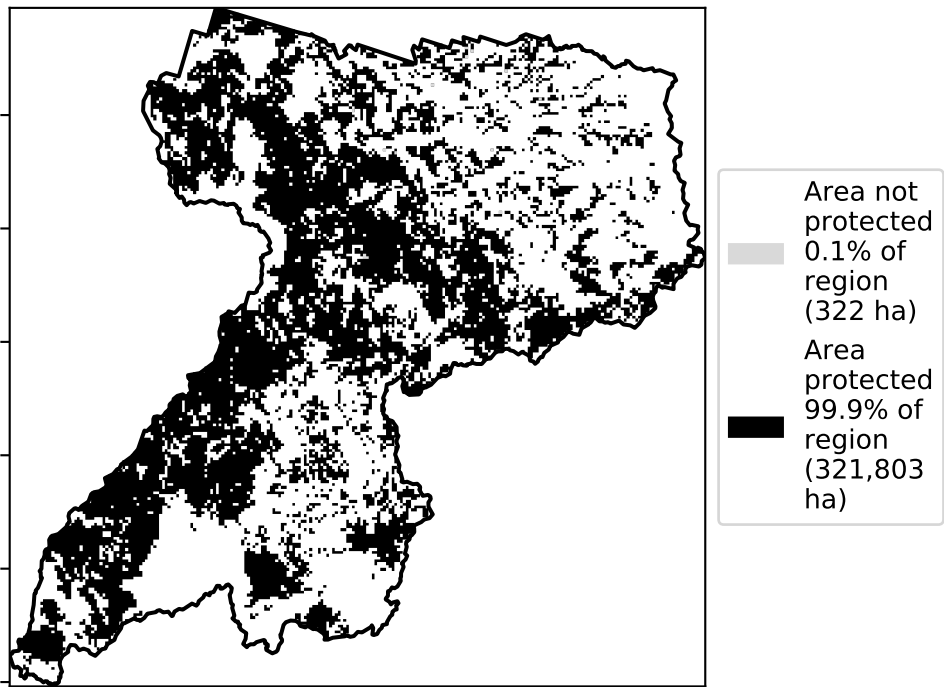 Area not
protected
0.1% of
region
(322 ha)
Area
protected
99.9% of
region
(321,803
ha)